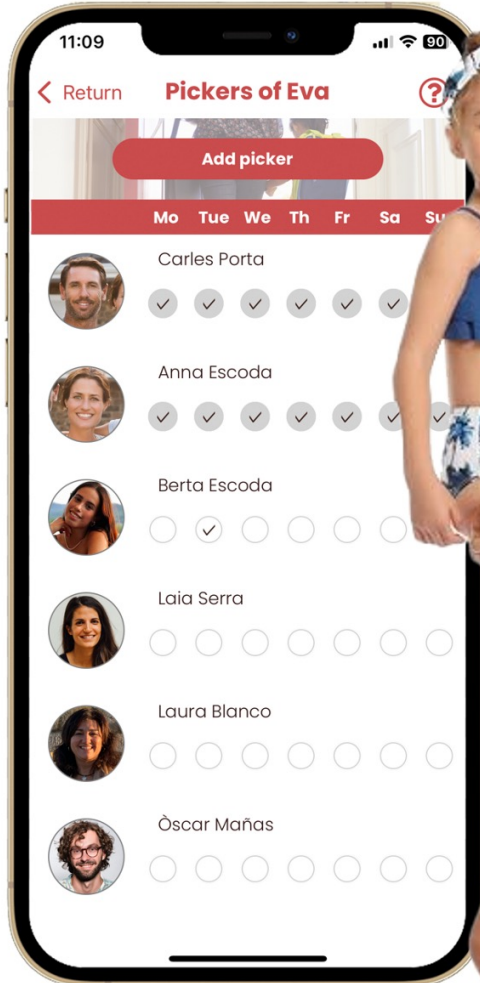 11:09
90
Return
Pickers of Eva
?
Add picker
Mo Tue We Th Fr Sa Su
Carles Porta
Anna Escoda
Berta Escoda
Laia Serra
Laura Blanco
Òscar Mañas